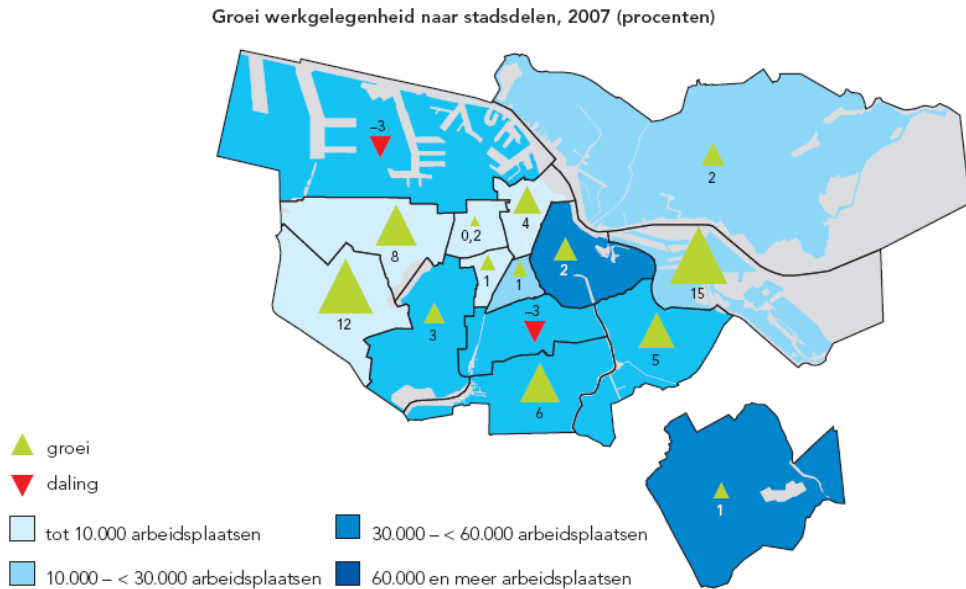 Groei werkgelegenheid naar stadsdelen, 2007 (procenten)
–3
2
4
0,2
8
2
1
1
15
12
–3
3
5
6
1
groei
daling
tot 10.000 arbeidsplaatsen
10.000 – < 30.000 arbeidsplaatsen
30.000 – < 60.000 arbeidsplaatsen
60.000 en meer arbeidsplaatsen